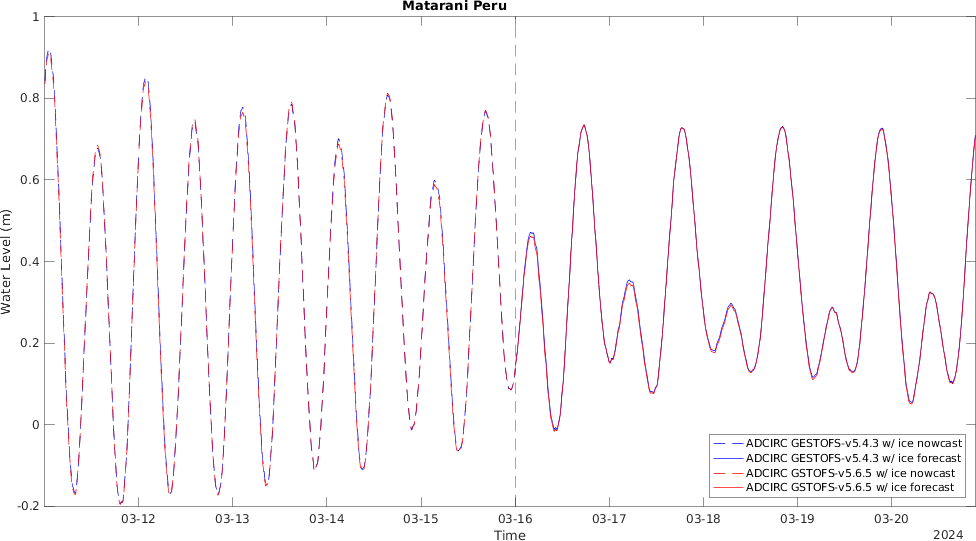 Matarani Peru
1
0.8
0.6
0.4
0.2
0
-0.2
Water Level (m)
03-12 03-13 03-14 03-15 03-16 03-17 03-18 03-19 03-20
Time
2024
ADCIRC GESTOFS-v5.4.3 w/ ice nowcast
ADCIRC GESTOFS-v5.4.3 w/ ice forecast
ADCIRC GSTOFS-v5.6.5 w/ ice nowcast
ADCIRC GSTOFS-v5.6.5 w/ ice forecast